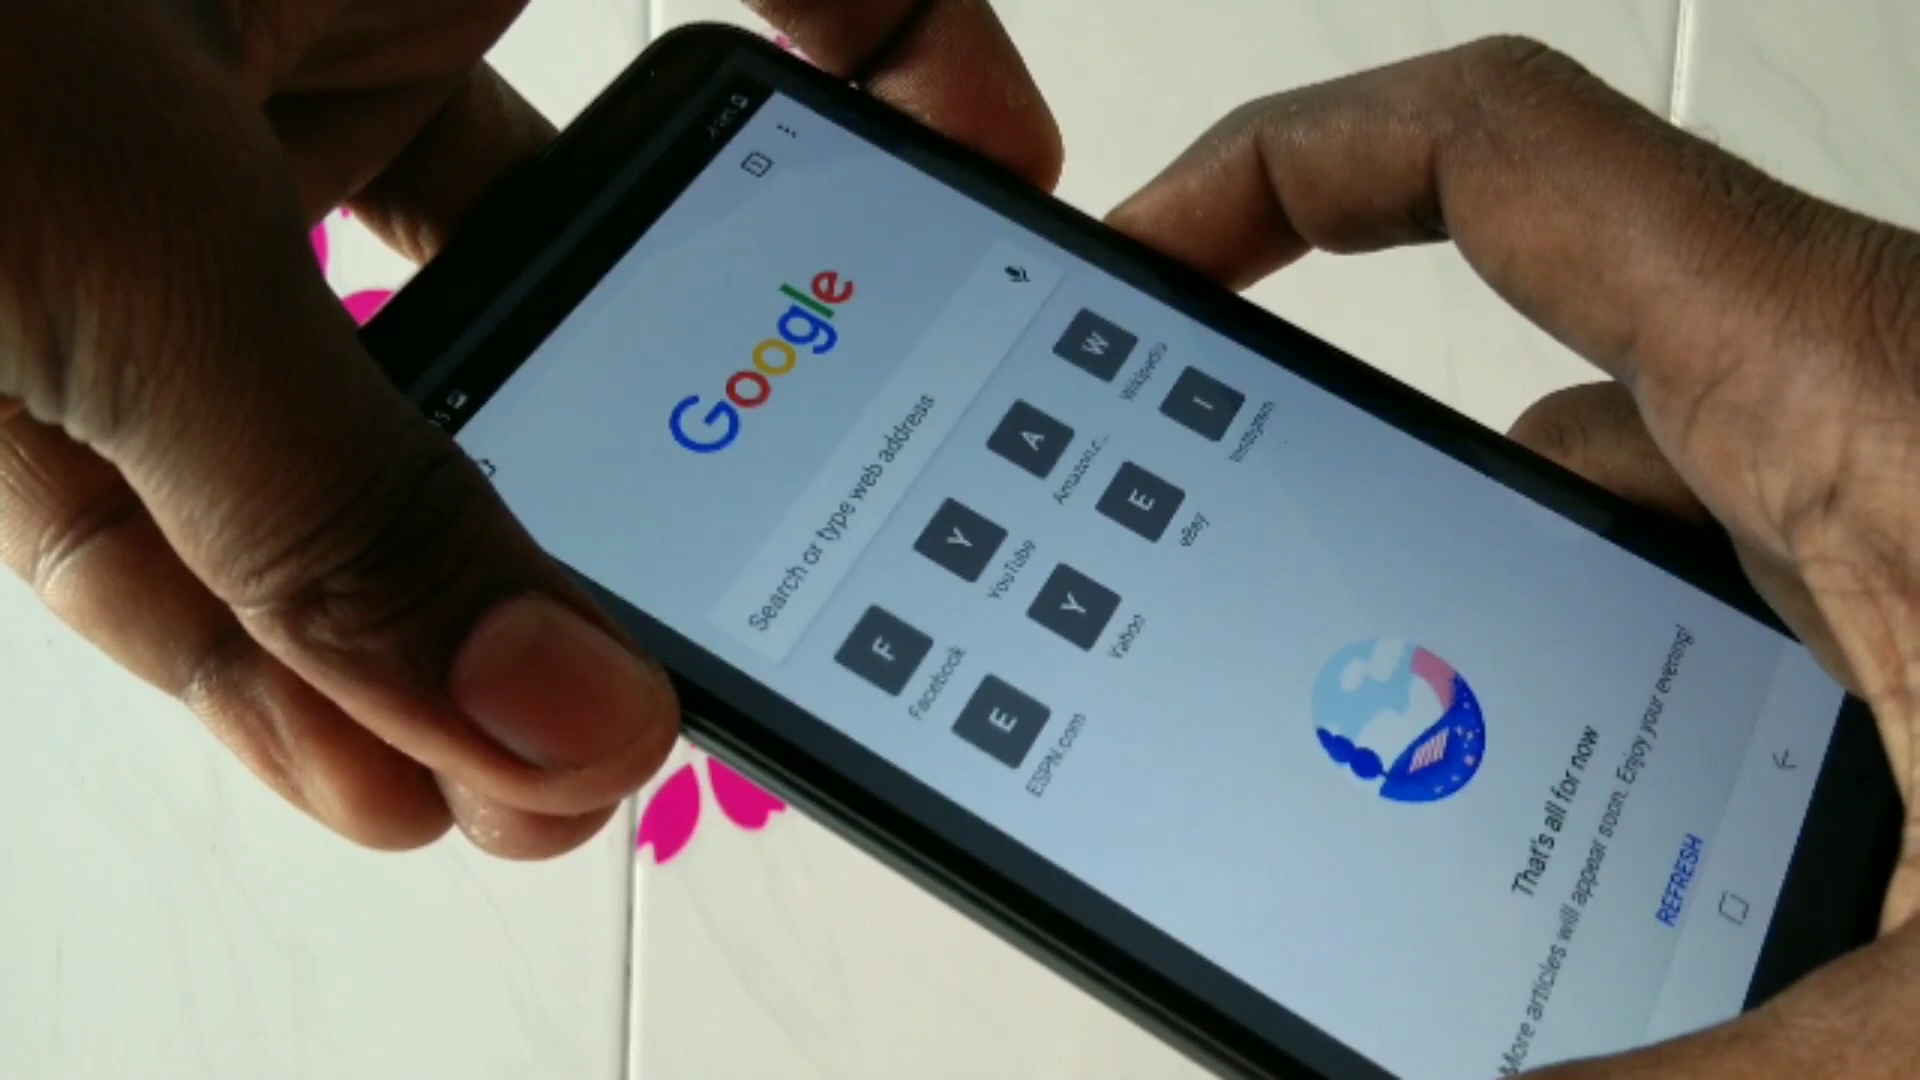 Google
Search or type web address
F Y A W
Facebook YouTube Amazon.c... Wikipedia
E Y E I
ESPN.com Yahoo eBay Instagram
That's all for now
More articles will appear soon. Enjoy your evening!
REFRESH